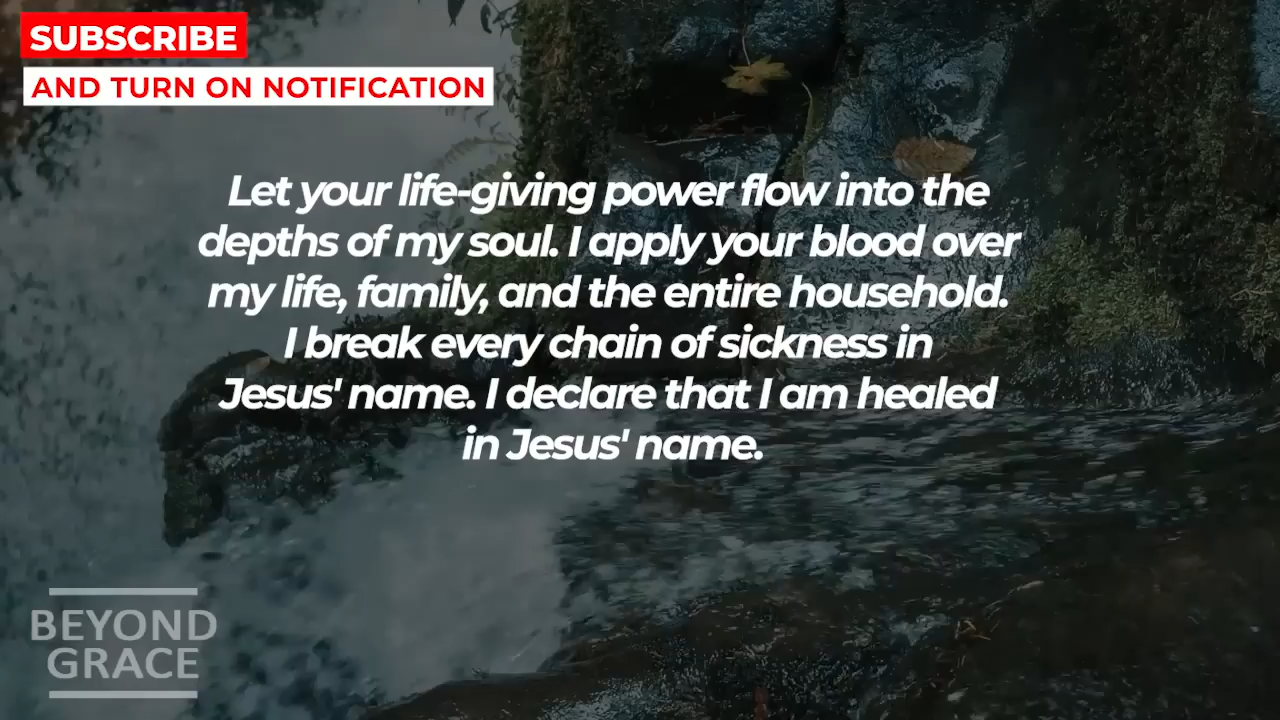 SUBSCRIBE
AND TURN ON NOTIFICATION
Let your life-giving power flow into the
depths of my soul. I apply your blood over
my life, family, and the entire household.
I break every chain of sickness in
Jesus' name. I declare that I am healed
in Jesus' name.
BEYOND
GRACE